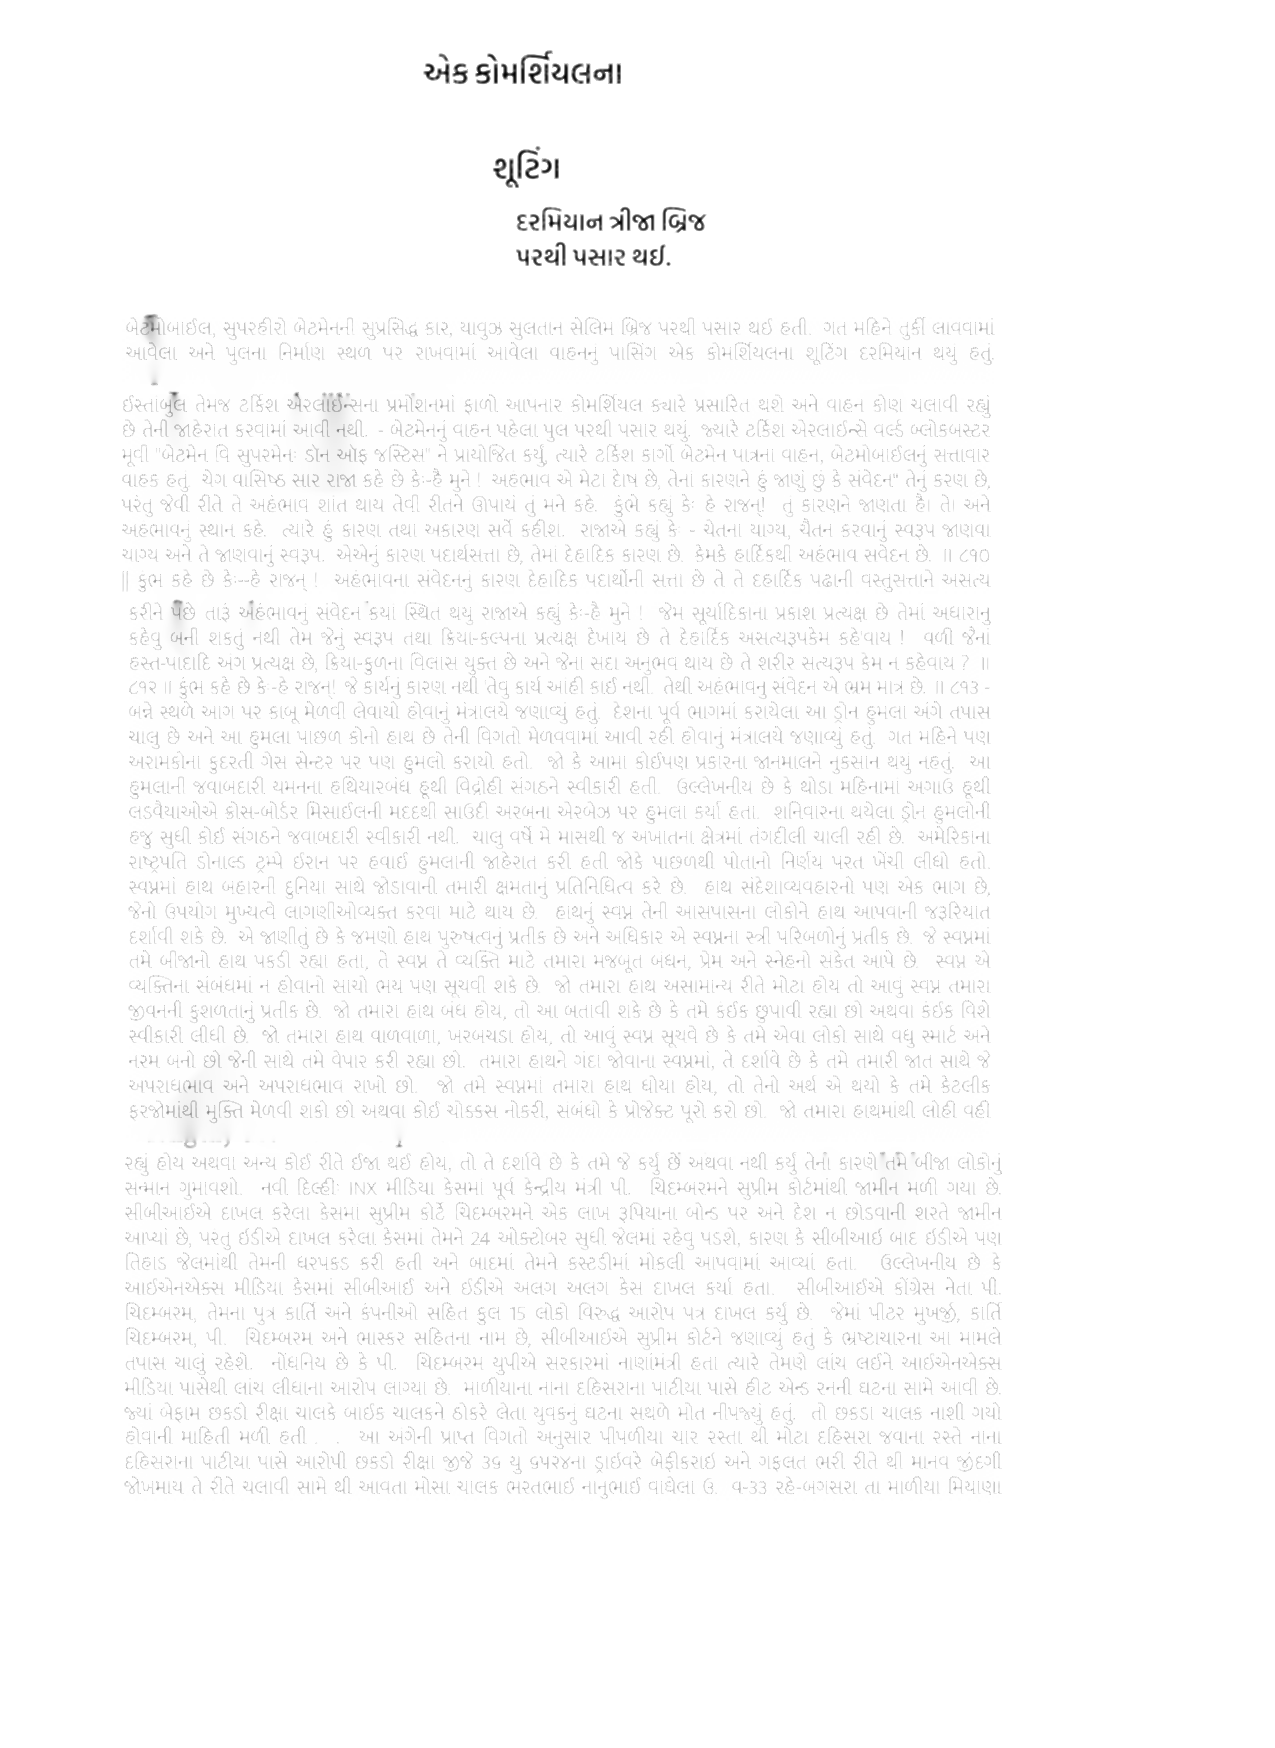 એક કોમર્શિયલના
શૂટિંગ
દરમિયાન ત્રીજા બ્રિજ
પરથી પસાર થઈ.
બેટમોબાઈલ, સુપરહીરો બેટમેનની સુપ્રસિદ્ધ કાર, યાવુઝ સુલતાન સેલિમ બ્રિજ પરથી પસાર થઈ હતી. ગત મહિને તુર્કી લાવવામાં
આવેલા અને પુલના નિર્માણ સ્થળ પર રાખવામાં આવેલા વાહનનું પાસિંગ એક કોમર્શિયલના શૂટિંગ દરમિયાન થયું હતું.
ઈસ્તાંબુલ તેમજ ટર્કિશ એરલાઈન્સના પ્રમોશનમાં ફાળો આપનાર કોમર્શિયલ ક્યારે પ્રસારિત થશે અને વાહન કોણ ચલાવી રહ્યું
છે તેની જાહેરાત કરવામાં આવી નથી. - બેટમેનનું વાહન પહેલા પુલ પરથી પસાર થયું. જ્યારે ટર્કિશ એરલાઈન્સે વર્લ્ડ બ્લોકબસ્ટર
મૂવી "બેટમેન વિ સુપરમેનઃ ડોન ઓફ જસ્ટિસ" ને પ્રાયોજિત કર્યું, ત્યારે ટર્કિશ કાર્ગો બેટમેન પાત્રના વાહન, બેટમોબાઈલનું સત્તાવાર
વાહક હતું ચેગ વાસિષ્ઠ સાર રાજા કહે છે કેઃ-હૈ મુને ! અહંભાવ એ મેટા દેાષ છે, તેના કારણને હું જાણું છું કે સંવેદન" તેનું કરણ છે,
પરંતુ જેવી રીતે તે અહંભાવ શાંત થાય તેવી રીતને ઊપાયં તું મને કહે. કુંભે કહ્યું કેઃ હે રાજન્! તુ કારણને જાણતા હૈા તેા અને
અહંભાવનું સ્થાન કહે. ત્યારે હું કારણ તથા અકારણ સર્વે કહીશ. રાજાએ કહ્યું કે - ચેતના યાગ્ય, ચૈતન કરવાનું સ્વરૂપ જાણવા
યાગ્ય અને તે જાણવાનું સ્વરૂપ. એએનું કારણ પદાર્થસત્તા છે, તેમાં દેહાદિક કારણ છે. કેમકે હાર્દિકથી અહંભાવ સંવેદન છે. ॥ ૮૧૦
|| કુંભ કહે છે કેઃ--હૈ રાજન્ ! અહંભાવના સંવેદનનું કારણ દેહાદિક પદાર્થોની સત્તા છે તે તે દહાર્દિક પદ્મની વસ્તુસત્તાને અસત્ય
કરીને પછે તારૂં અહંભાવનું સંવેદન કયાં સ્થિત થયું રાજાએ કહ્યું કેઃ-હૈ મુને ! જેમ સૂર્યાદિકાના પ્રકાશ પ્રત્યક્ષ છે તેમાં અંધારાનું
કહેવું બની શકતું નથી તેમ જેનું સ્વરૂપ તથા ક્રિયા-કલ્પના પ્રત્યક્ષ દેખાય છે તે દેહાર્દિક અસત્યરૂપકેમ કહે'વાય ! વળી જૈનાં
હસ્ત-પાદાદિ અંગ પ્રત્યક્ષ છે, ક્રિયા-કુળના વિલાસ યુક્ત છે અને જેના સદા અનુભવ થાય છે તે શરીર સત્યરૂપ કેમ ન કહેવાય ? ॥
૮૧૨ ॥ કુંભ કહે છે કેઃ-હે રાજન્! જે કાર્યનું કારણ નથી તેવું કાર્ય આંહી કાંઈ નથી. તેથી અહંભાવનું સંવેદન એ ભ્રમ માત્ર છે. ॥ ૮૧૩ -
બન્ને સ્થળે આગ પર કાબૂ મેળવી લેવાયો હોવાનું મંત્રાલયે જણાવ્યું હતું. દેશના પૂર્વ ભાગમાં કરાયેલા આ ડ્રોન હુમલા અંગે તપાસ
ચાલુ છે અને આ હુમલા પાછળ કોનો હાથ છે તેની વિગતો મેળવવામાં આવી રહી હોવાનું મંત્રાલયે જણાવ્યું હતું. ગત મહિને પણ
અરામકોના કુદરતી ગેસ સેન્ટર પર પણ હુમલો કરાયો હતો. જો કે આમાં કોઈપણ પ્રકારના જાનમાલને નુકસાન થયું નહતું. આ
હુમલાની જવાબદારી યમનના હથિયારબંધ હૂથી વિદ્રોહી સંગઠને સ્વીકારી હતી. ઉલ્લેખનીય છે કે થોડા મહિનામાં અગાઉ હૂથી
લડવૈયાઓએ ક્રોસ-બોર્ડર મિસાઈલની મદદથી સાઉદી અરબના એરબેઝ પર હુમલા કર્યા હતા. શનિવારના થયેલા ડ્રોન હુમલોની
હજુ સુધી કોઈ સંગઠને જવાબદારી સ્વીકારી નથી. ચાલુ વર્ષે મે માસથી જ અખાતના ક્ષેત્રમાં તંગદીલી ચાલી રહી છે. અમેરિકાના
રાષ્ટ્રપતિ ડોનાલ્ડ ટ્રમ્પે ઈરાન પર હવાઈ હુમલાની જાહેરાત કરી હતી જોકે પાછળથી પોતાનો નિર્ણય પરત ખેંચી લીધો હતો.
સ્વપ્નમાં હાથ બહારની દુનિયા સાથે જોડાવાની તમારી ક્ષમતાનું પ્રતિનિધિત્વ કરે છે. હાથ સંદેશાવ્યવહારનો પણ એક ભાગ છે,
જેનો ઉપયોગ મુખ્યત્વે લાગણીઓવ્યક્ત કરવા માટે થાય છે. હાથનું સ્વપ્ન તેની આસપાસના લોકોને હાથ આપવાની જરૂરિયાત
દર્શાવી શકે છે. એ જાણીતું છે કે જમણો હાથ પુરુષત્વનું પ્રતીક છે અને અધિકાર એ સ્વપ્નના સ્ત્રી પરિબળોનું પ્રતીક છે. જે સ્વપ્નમાં
તમે બીજાનો હાથ પકડી રહ્યા હતા, તે સ્વપ્ન તે વ્યક્તિ માટે તમારા મજબૂત બંધન, પ્રેમ અને સ્નેહનો સંકેત આપે છે. સ્વપ્ન એ
વ્યક્તિના સંબંધમાં ન હોવાનો સાચો ભય પણ સૂચવી શકે છે. જો તમારા હાથ અસામાન્ય રીતે મોટા હોય તો આવું સ્વપ્ન તમારા
જીવનની કુશળતાનું પ્રતીક છે. જો તમારા હાથ બંધ હોય, તો આ બતાવી શકે છે કે તમે કંઈક છુપાવી રહ્યા છો અથવા કંઈક વિશે
સ્વીકારી લીધી છે. જો તમારા હાથ વાળવાળા, ખરબચડા હોય, તો આવું સ્વપ્ન સૂચવે છે કે તમે એવા લોકો સાથે વધુ સ્માર્ટ અને
નરમ બનો છો જેની સાથે તમે વેપાર કરી રહ્યા છો. તમારા હાથને ગંદા જોવાના સ્વપ્નમાં, તે દર્શાવે છે કે તમે તમારી જાત સાથે જે
અપરાધભાવ અને અપરાધભાવ રાખો છો. જો તમે સ્વપ્નમાં તમારા હાથ ધોયા હોય, તો તેનો અર્થ એ થયો કે તમે કેટલીક
ફરજોમાંથી મુક્તિ મેળવી શકો છો અથવા કોઈ ચોક્કસ નોકરી, સંબંધો કે પ્રોજેક્ટ પૂરો કરો છો. જો તમારા હાથમાંથી લોહી વહી
રહ્યું હોય અથવા અન્ય કોઈ રીતે ઈજા થઈ હોય, તો તે દર્શાવે છે કે તમે જે કર્યું છે અથવા નથી કર્યું તેના કારણે તમે બીજા લોકોનું
સન્માન ગુમાવશો. નવી દિલ્હીઃ INX મીડિયા કેસમાં પૂર્વ કેન્દ્રીય મંત્રી પી. ચિદમ્બરમને સુપ્રીમ કોર્ટમાંથી જામીન મળી ગયા છે.
સીબીઆઈએ દાખલ કરેલા કેસમાં સુપ્રીમ કોર્ટે ચિદમ્બરમને એક લાખ રૂપિયાના બોન્ડ પર અને દેશ ન છોડવાની શરતે જામીન
આપ્યાં છે, પરંતુ ઇડીએ દાખલ કરેલા કેસમાં તેમને 24 ઓક્ટોબર સુધી જેલમાં રહેવુ પડશે, કારણ કે સીબીઆઇ બાદ ઇડીએ પણ
તિહાડ જેલમાંથી તેમની ધરપકડ કરી હતી અને બાદમાં તેમને કસ્ટડીમાં મોકલી આપવામાં આવ્યાં હતા. ઉલ્લેખનીય છે કે
આઈએનએક્સ મીડિયા કેસમાં સીબીઆઈ અને ઇડીએ અલગ અલગ કેસ દાખલ કર્યા હતા. સીબીઆઈએ કોંગ્રેસ નેતા પી.
ચિદમ્બરમ, તેમના પુત્ર કાર્તિ અને કંપનીઓ સહિત કુલ 15 લોકો વિરુદ્ધ આરોપ પત્ર દાખલ કર્યું છે. જેમાં પીટર મુખર્જી, કાર્તિ
ચિદમ્બરમ, પી. ચિદમ્બરમ અને ભાસ્કર સહિતના નામ છે, સીબીઆઈએ સુપ્રીમ કોર્ટને જણાવ્યું હતું કે ભ્રષ્ટાચારના આ મામલે
તપાસ ચાલું રહેશે. નોંધનિય છે કે પી. ચિદમ્બરમ યુપીએ સરકારમાં નાણાંમંત્રી હતા ત્યારે તેમણે લાંચ લઈને આઈએનએક્સ
મીડિયા પાસેથી લાંચ લીધાના આરોપ લાગ્યા છે. માળીયાના નાના દહિસરાના પાટીયા પાસે હીટ એન્ડ રનની ઘટના સામે આવી છે.
જ્યાં બેફામ છકડો રીક્ષા ચાલકે બાઈક ચાલકને ઠોકરે લેતા યુવકનું ઘટના સથળે મોત નીપજ્યું હતું. તો છકડા ચાલક નાશી ગયો
હોવાની માહિતી મળી હતી . . આ અંગેની પ્રાપ્ત વિગતો અનુસાર પીપળીયા ચાર રસ્તા થી મોટા દહિસરા જવાના રસ્તે નાના
દહિસરાના પાટીયા પાસે આરોપી છકડો રીક્ષા જીજે ૩૬ યુ ૬૫૨૪ના ડ્રાઇવરે બેફીકરાઇ અને ગફલત ભરી રીતે થી માનવ જીંદગી
જોખમાય તે રીતે ચલાવી સામે થી આવતા મોસા ચાલક ભરતભાઈ નાનુભાઈ વાઘેલા ઉ. વ-૩૩ રહે-બગસરા તા માળીયા મિયાણા